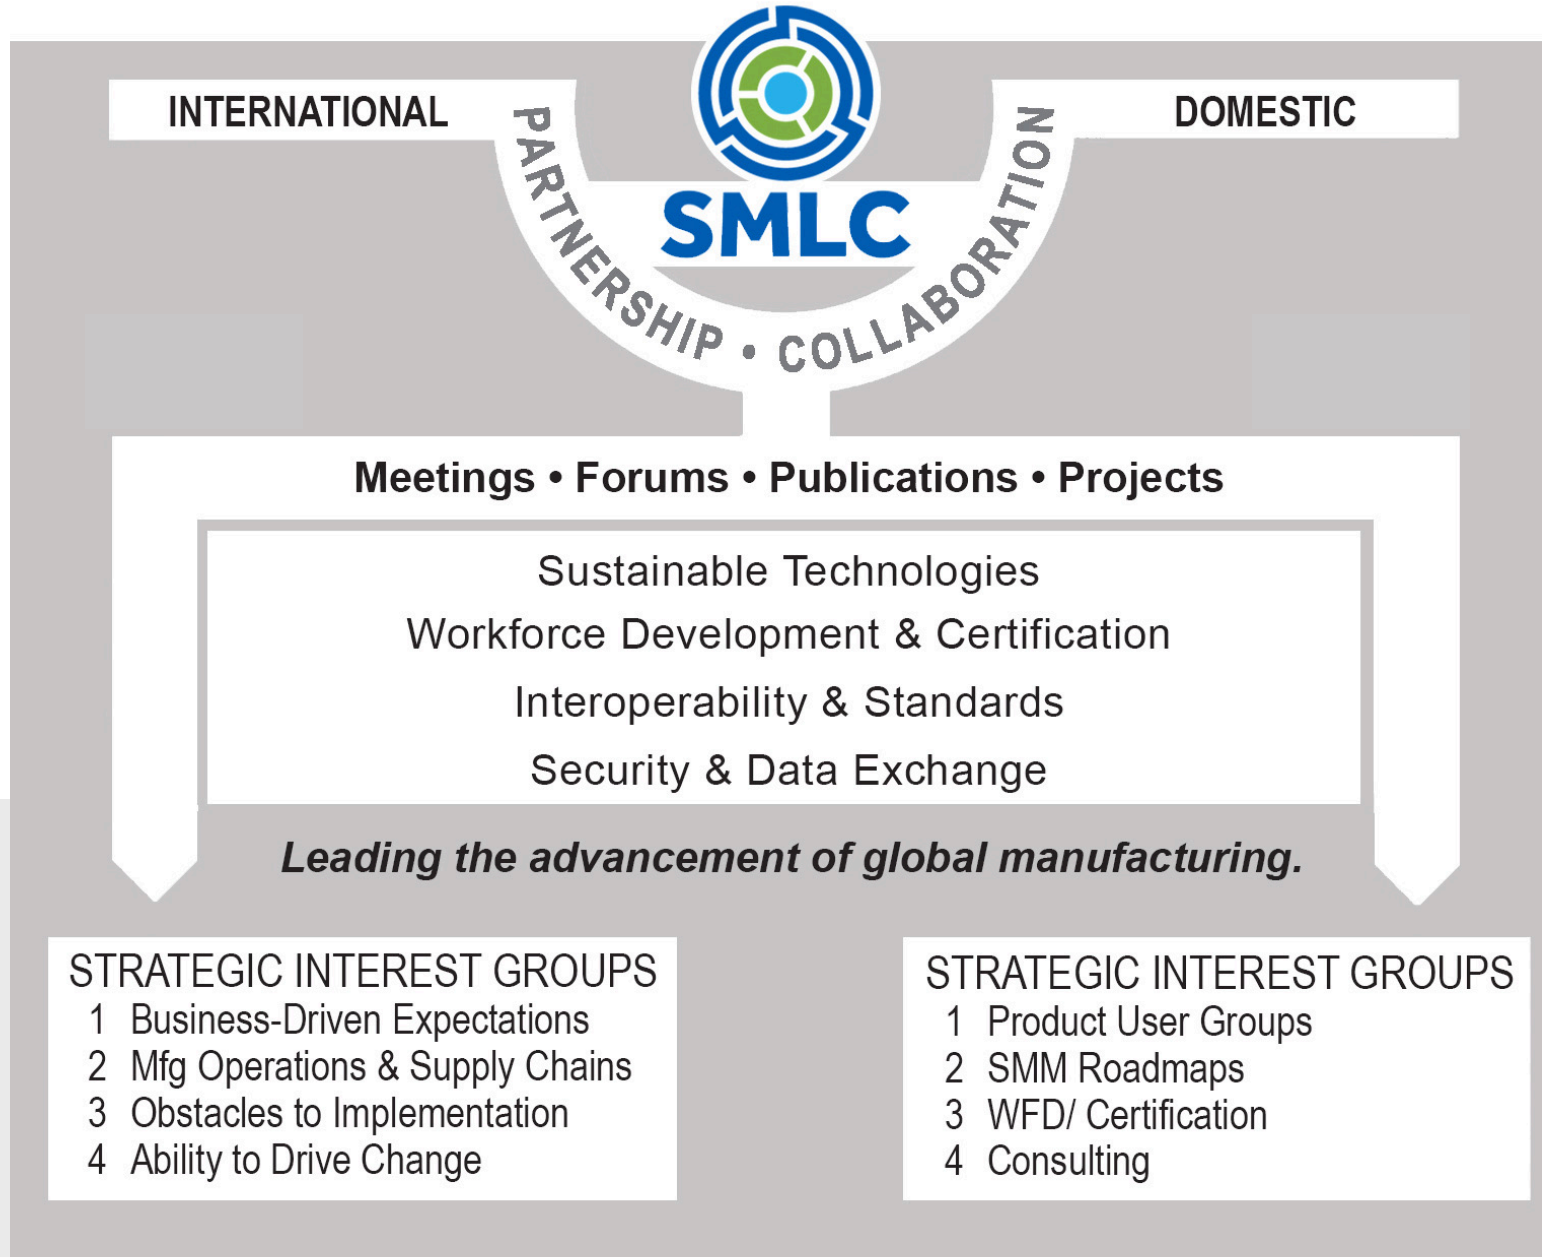 INTERNATIONAL
DOMESTIC
SMLC
PARTNERSHIP • COLLABORATION
Meetings • Forums • Publications • Projects
Sustainable Technologies
Workforce Development & Certification
Interoperability & Standards
Security & Data Exchange
Leading the advancement of global manufacturing.
STRATEGIC INTEREST GROUPS
1 Business-Driven Expectations
2 Mfg Operations & Supply Chains
3 Obstacles to Implementation
4 Ability to Drive Change
STRATEGIC INTEREST GROUPS
1 Product User Groups
2 SMM Roadmaps
3 WFD/ Certification
4 Consulting